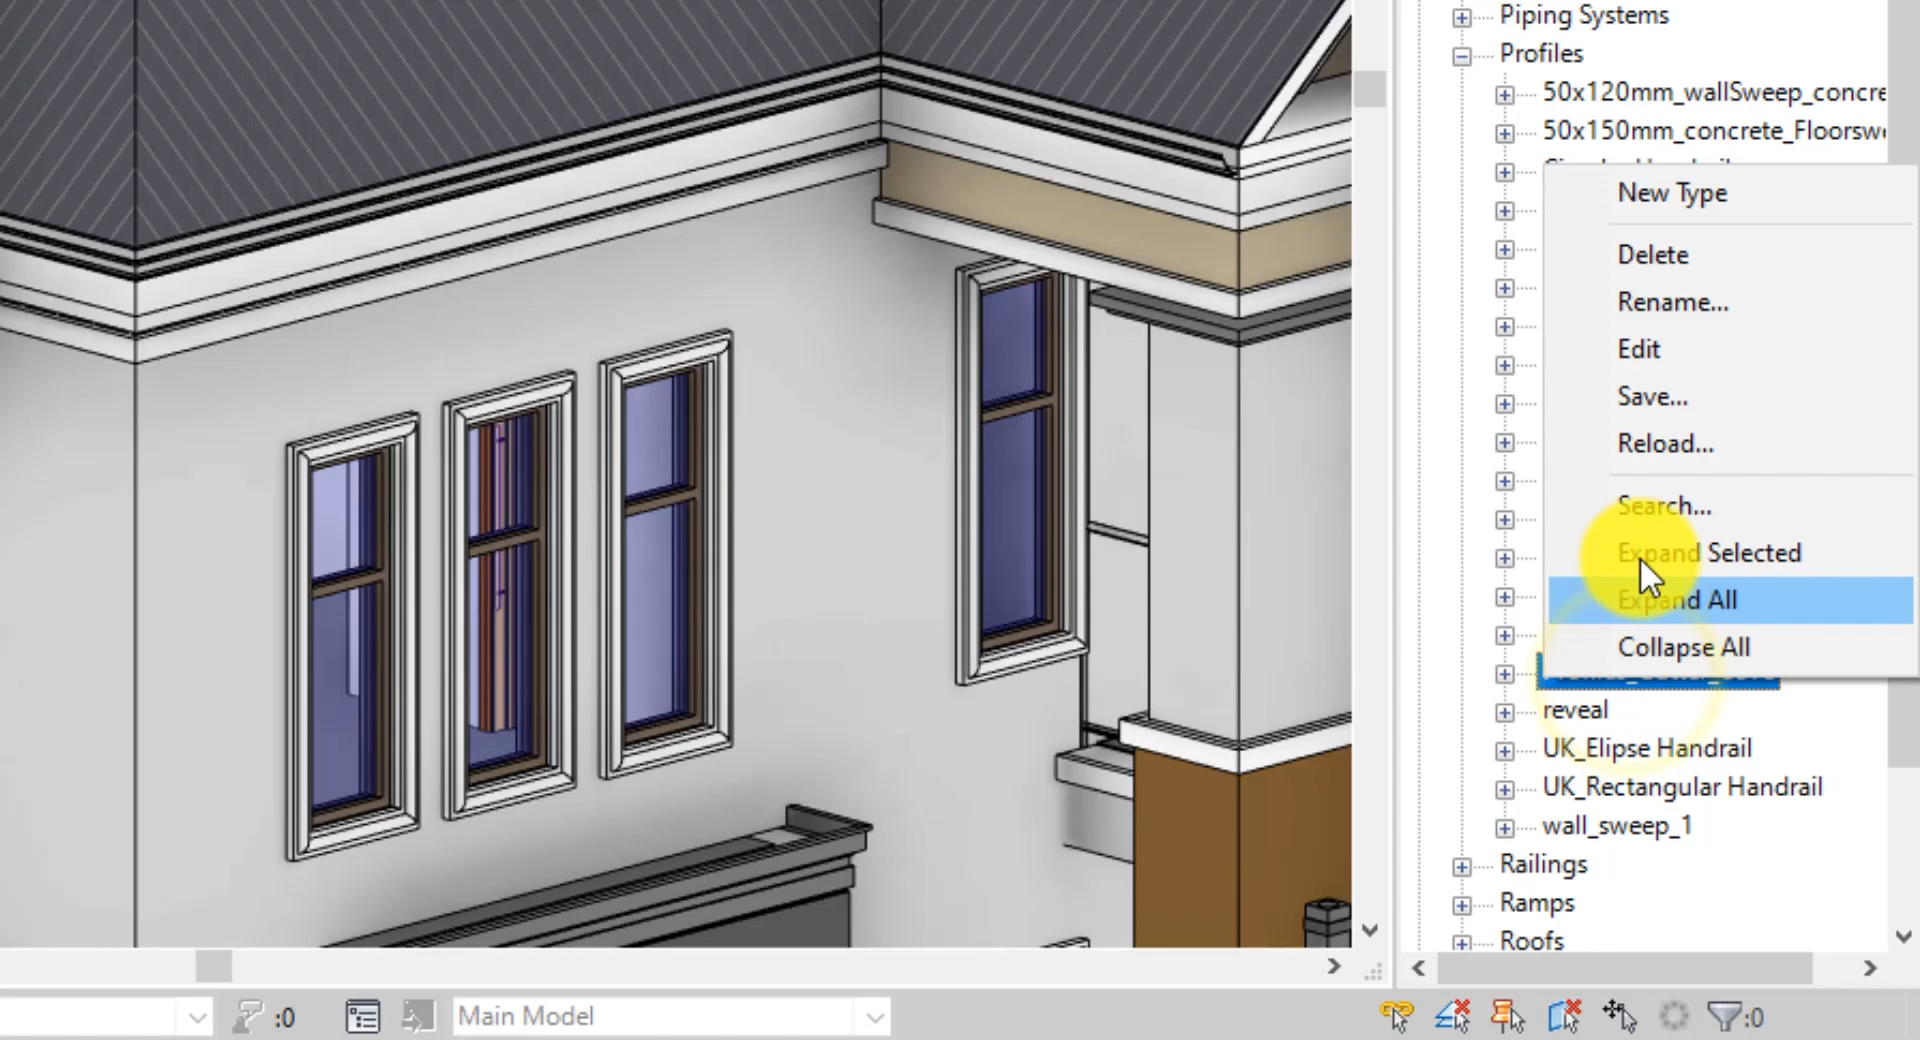 Piping Systems
Profiles
50x120mm_wallSweep_concre
50x150mm_concrete_Floorsw
New Type
Delete
Rename...
Edit
Save...
Reload...
Search...
Expand Selected
Expand All
Collapse All
reveal
UK_Elipse Handrail
UK_Rectangular Handrail
wall_sweep_1
Railings
Ramps
Roofs
:0
Main Model
:0